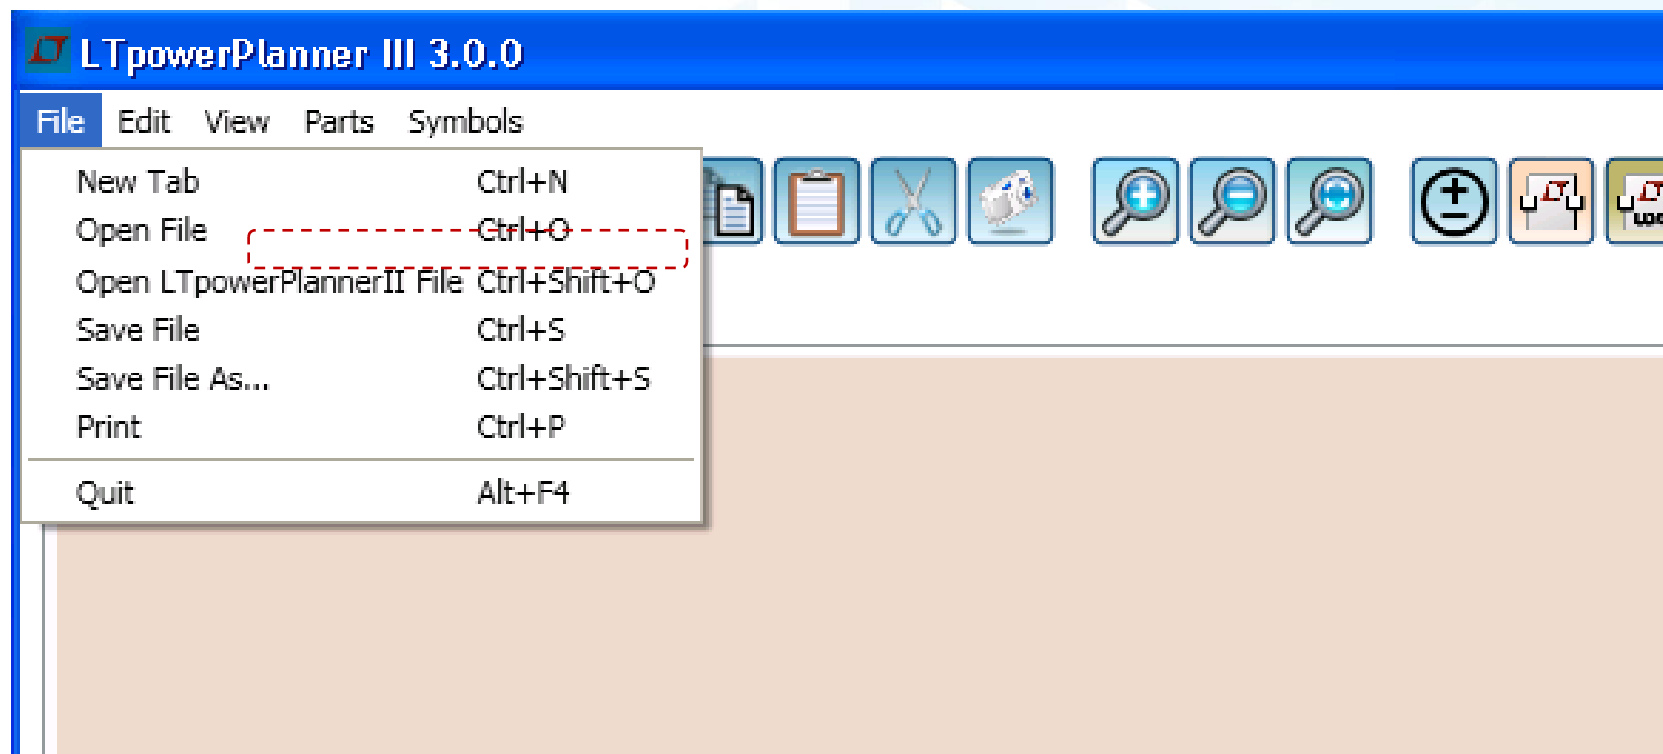 LTpowerPlanner III 3.0.0
File Edit View Parts Symbols
New Tab Ctrl+N
Open File Ctrl+O
Open LTpowerPlannerII File Ctrl+Shift+O
Save File Ctrl+S
Save File As... Ctrl+Shift+S
Print Ctrl+P
Quit Alt+F4